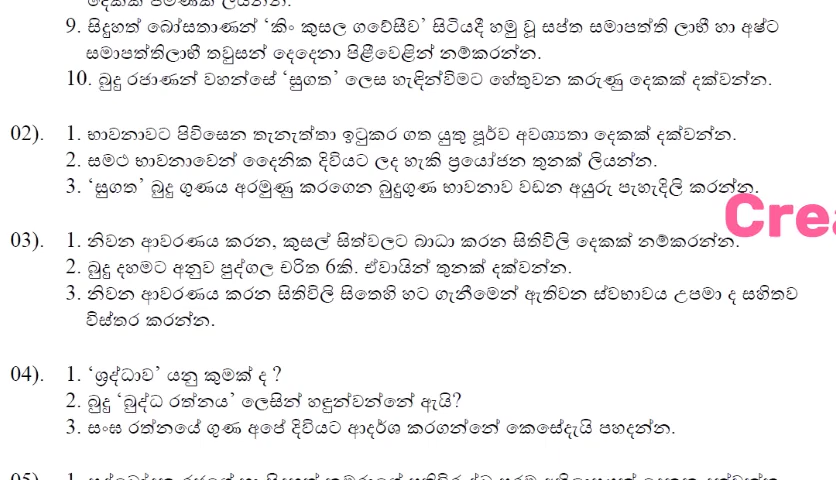 9. සිදුහත් බෝසතාණන් ‘කිං කුසල ගවේසීව’ සිටියදී හමු වූ සප්ත සමාපත්ති ලාභී හා අෂ්ට
සමාපත්තිලාභී තවුසන් දෙදෙනා පිළිවෙළින් නම්කරන්න.
10. බුදු රජාණන් වහන්සේ ‘සුගත’ ලෙස හැඳින්වීමට හේතුවන කරුණු දෙකක් දක්වන්න.
02). 1. භාවනාවට පිවිසෙන තැනැත්තා ඉටුකර ගත යුතු පූර්ව අවශ්‍යතා දෙකක් දක්වන්න.
2. සමථ භාවනාවෙන් දෛනික දිවියට ලද හැකි ප්‍රයෝජන තුනක් ලියන්න.
3. ‘සුගත’ බුදු ගුණය අරමුණු කරගෙන බුදුගුණ භාවනාව වඩන අයුරු පැහැදිලි කරන්න.
Crea
03). 1. නිවන ආවරණය කරන, කුසල් සිත්වලට බාධා කරන සිතිවිලි දෙකක් නම්කරන්න.
2. බුදු දහමට අනුව පුද්ගල චරිත 6කි. ඒවායින් තුනක් දක්වන්න.
3. නිවන ආවරණය කරන සිතිවිලි සිතෙහි හට ගැනීමෙන් ඇතිවන ස්වභාවය උපමා ද සහිතව
විස්තර කරන්න.
04). 1. ‘ශ්‍රද්ධාව’ යනු කුමක් ද ?
2. බුදු ‘බුද්ධ රත්නය’ ලෙසින් හඳුන්වන්නේ ඇයි?
3. සංඝ රත්නයේ ගුණ අපේ දිවියට ආදර්ශ කරගන්නේ කෙසේදැයි පහදන්න.